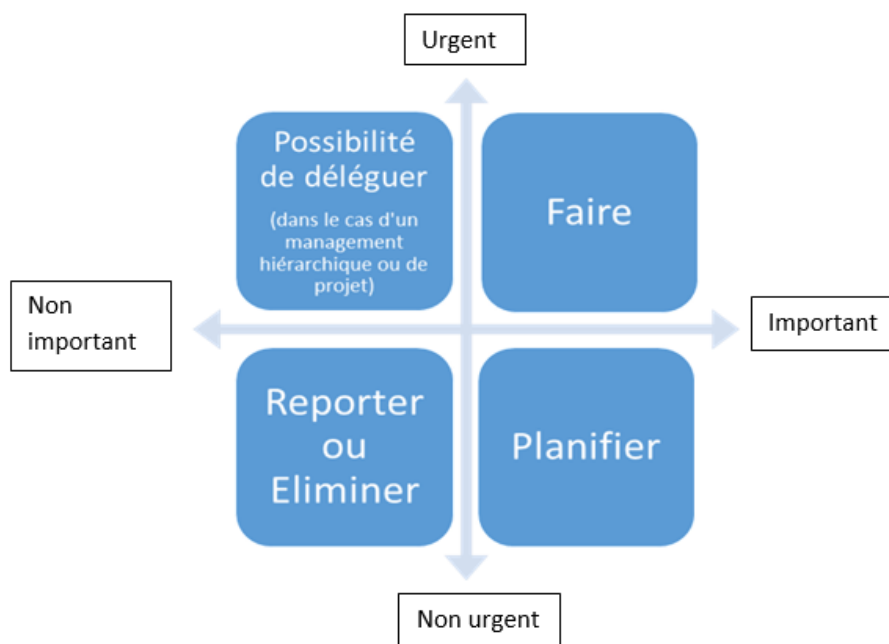 Urgent
Possibilité
de déléguer
(dans le cas d'un
management
hiérarchique ou de
projet)
Faire
Non
important
Important
Reporter
ou
Eliminer
Planifier
Non urgent